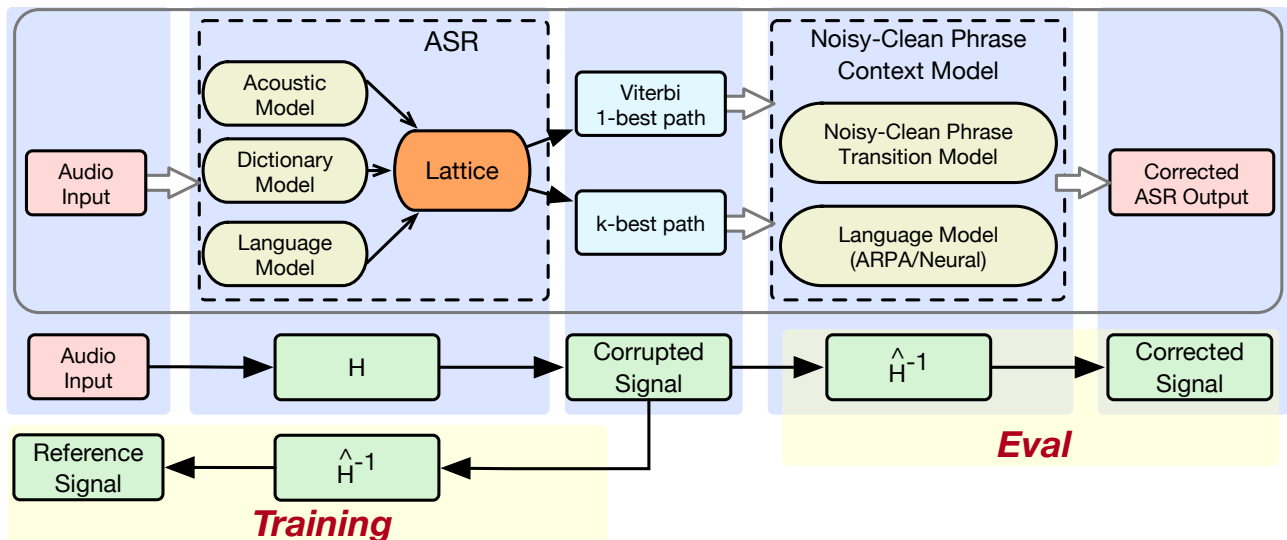 ASR
Acoustic
Model
Dictionary
Model
Language
Model
Lattice
Audio
Input
Viterbi
1-best path
k-best path
Noisy-Clean Phrase
Context Model
Noisy-Clean Phrase
Transition Model
Language Model
(ARPA/Neural)
Corrected
ASR Output
Audio
Input
H
Corrupted
Signal
Ĥ-1
Corrected
Signal
Eval
Reference
Signal
Ĥ-1
Training